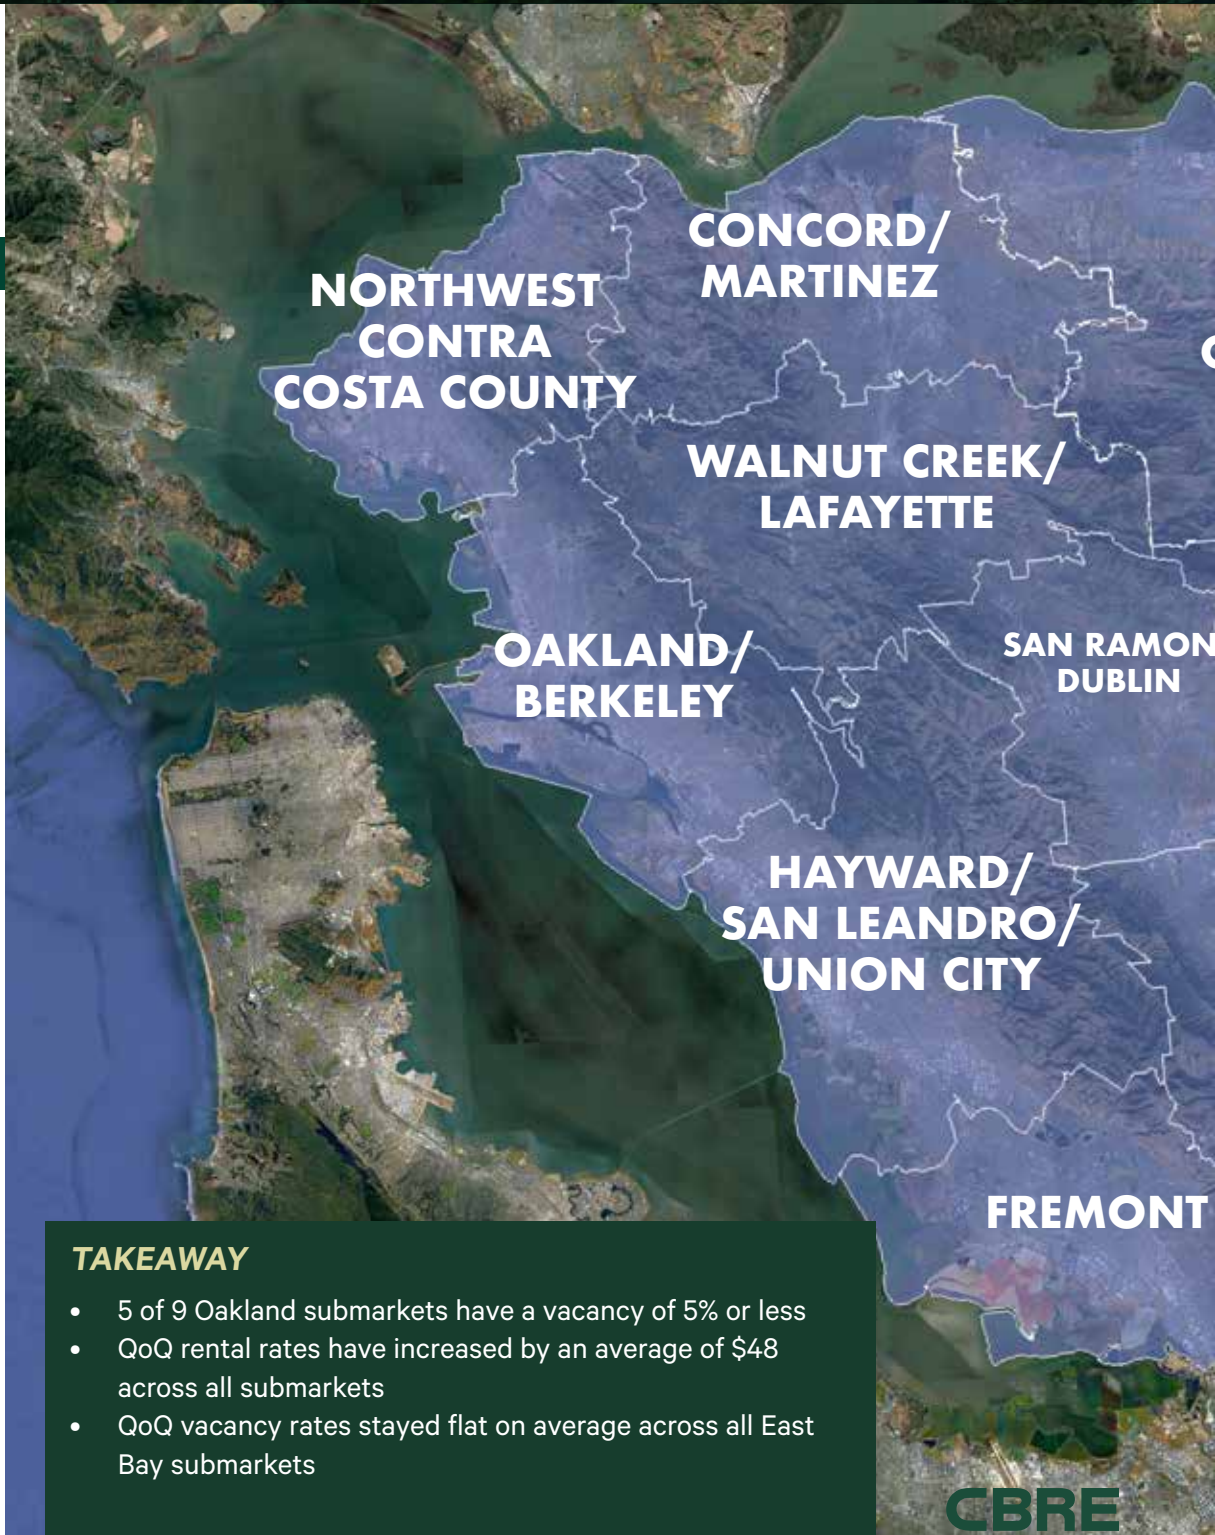 CONCORD/
MARTINEZ
NORTHWEST
CONTRA
COSTA COUNTY
WALNUT CREEK/
LAFAYETTE
OAKLAND/
BERKELEY
SAN RAMON
DUBLIN
HAYWARD/
SAN LEANDRO/
UNION CITY
FREMONT
TAKEAWAY
• 5 of 9 Oakland submarkets have a vacancy of 5% or less
• QoQ rental rates have increased by an average of $48
across all submarkets
• QoQ vacancy rates stayed flat on average across all East
Bay submarkets
CBRE